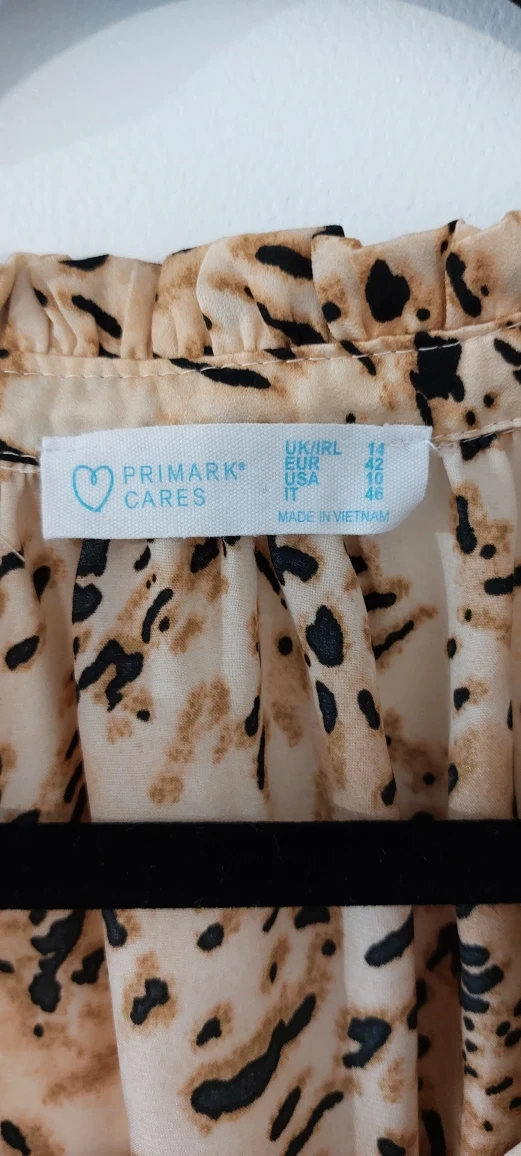 PRIMARK®
CARES
UK/IRL 14
EUR 42
USA 10
IT 46
MADE IN VIETNAM